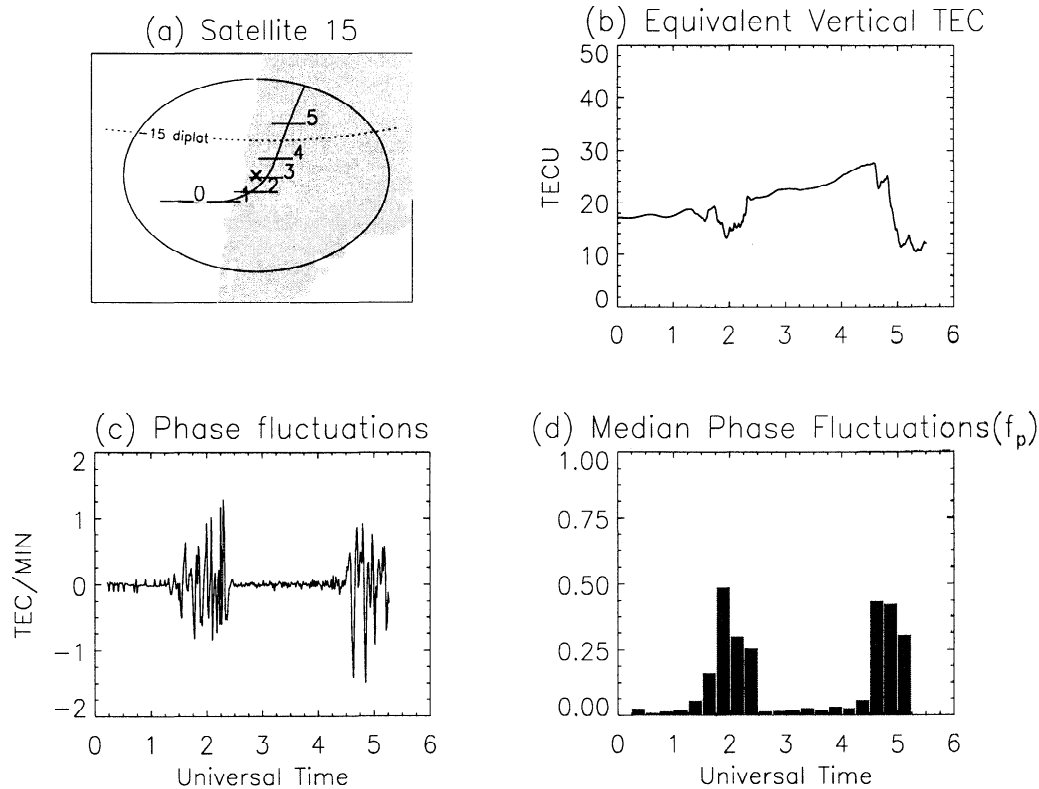 (a) Satellite 15
-15 diplat
5
4
3
2
1
0
(b) Equivalent Vertical TEC
50
40
30
20
10
0
TECU
0 1 2 3 4 5 6
(c) Phase fluctuations
2
1
0
-1
-2
TEC/MIN
0 1 2 3 4 5 6
Universal Time
(d) Median Phase Fluctuations(fp)
1.00
0.75
0.50
0.25
0.00
0 1 2 3 4 5 6
Universal Time